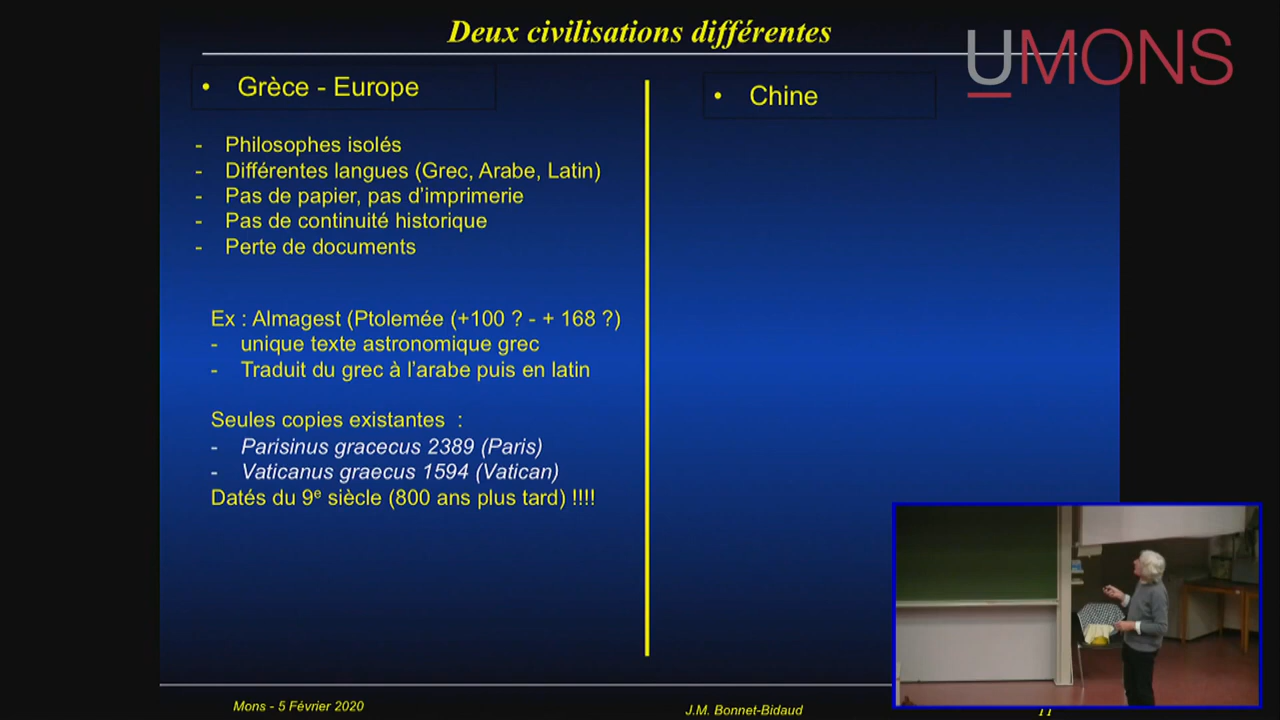 Deux civilisations différentes
UMONS
• Grèce - Europe
- Philosophes isolés
- Différentes langues (Grec, Arabe, Latin)
- Pas de papier, pas d'imprimerie
- Pas de continuité historique
- Perte de documents
Ex : Almagest (Ptolemée (+100 ? - + 168 ?)
- unique texte astronomique grec
- Traduit du grec à l'arabe puis en latin
Seules copies existantes :
- Parisinus gracecus 2389 (Paris)
- Vaticanus graecus 1594 (Vatican)
Datés du 9e siècle (800 ans plus tard) !!!!
• Chine
Mons - 5 Février 2020
J.M. Bonnet-Bidaud
11